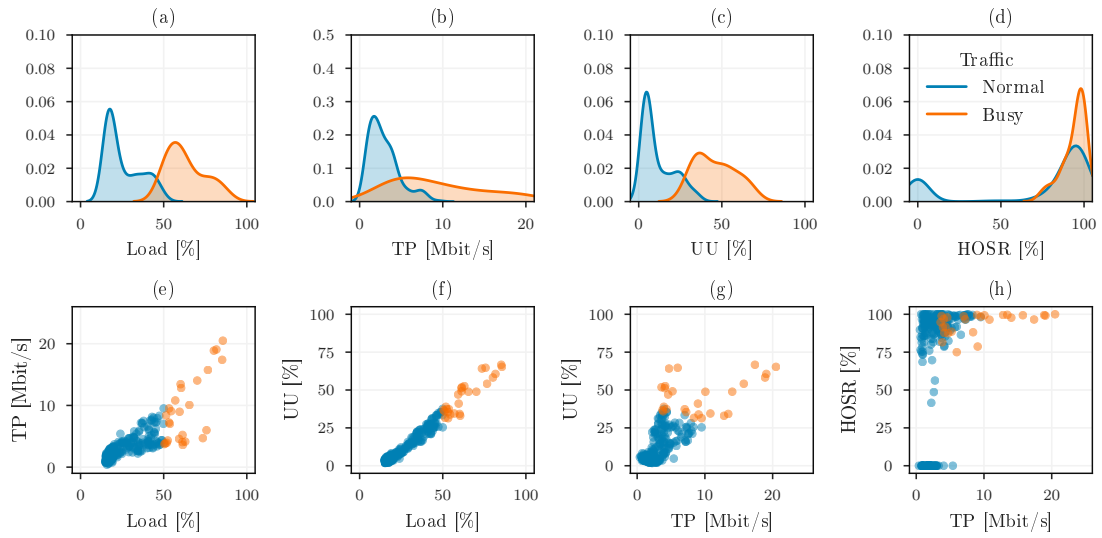 (a) (b) (c) (d)
0.10 0.5 0.10 0.10
0.08 0.4 0.08 0.08
0.06 0.3 0.06 0.06
0.04 0.2 0.04 0.04
0.02 0.1 0.02 0.02
0.00 0.0 0.00 0.00
Traffic
Normal
Busy
0 50 100 0 10 20 0 50 100 0 50 100
Load [%] TP [Mbit/s] UU [%] HOSR [%]
(e) (f) (g) (h)
TP [Mbit/s]
20
10
0
UU [%]
100
75
50
25
0
UU [%]
100
75
50
25
0
HOSR [%]
100
75
50
25
0
0 50 100 0 50 100 0 10 20 0 10 20
Load [%] Load [%] TP [Mbit/s] TP [Mbit/s]